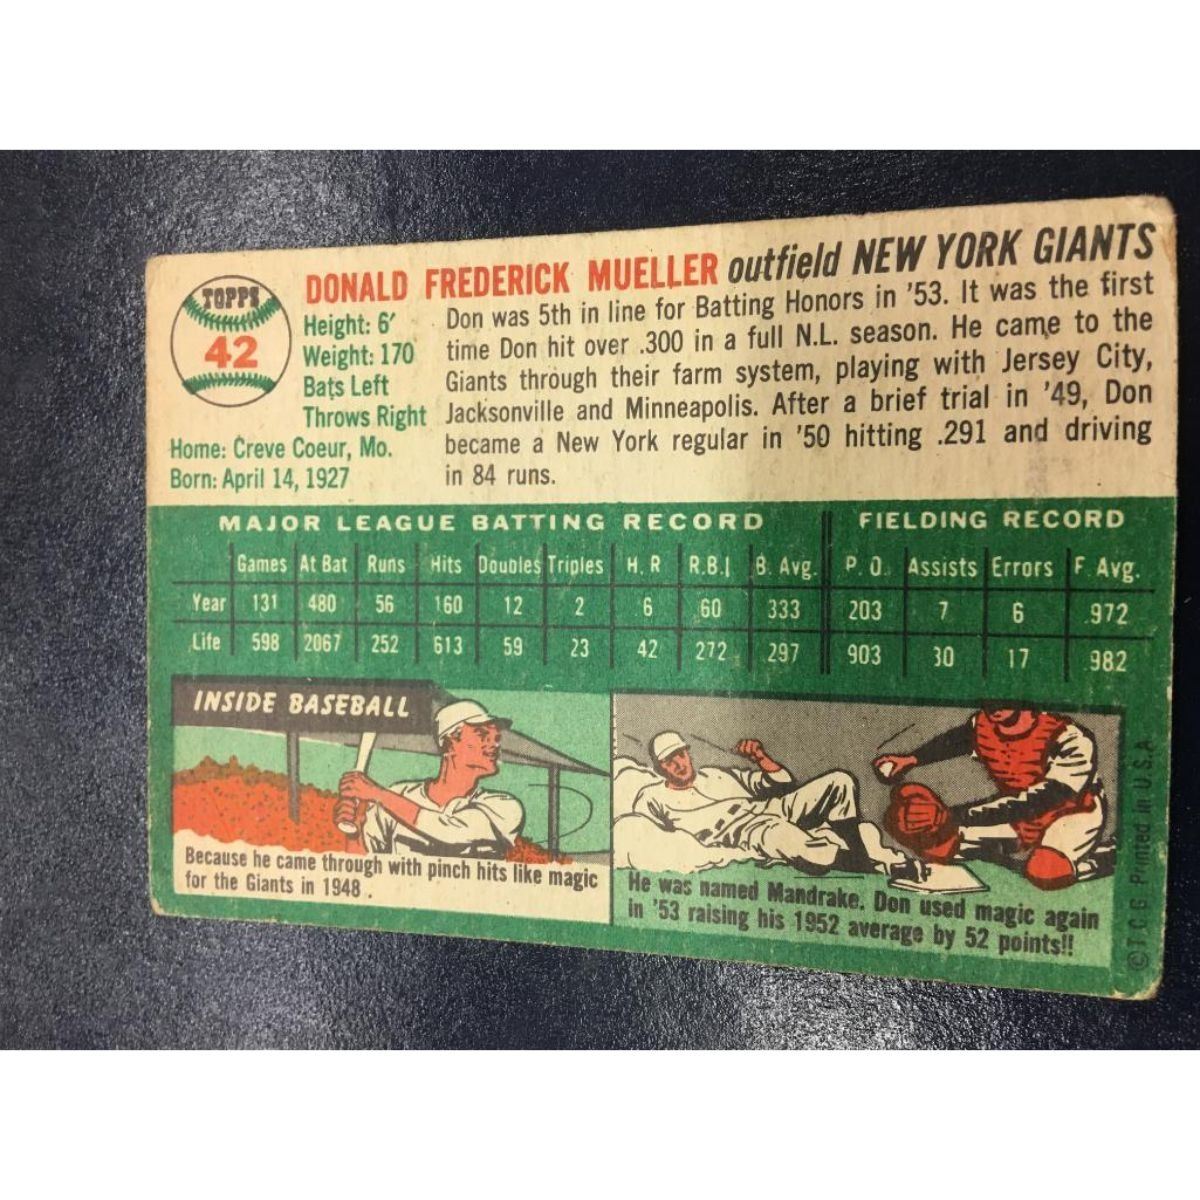 TOPPS
42
DONALD FREDERICK MUELLER outfield NEW YORK GIANTS
Height: 6'
Weight: 170
Bats Left
Throws Right
Home: Creve Coeur, Mo.
Born: April 14, 1927
Don was 5th in line for Batting Honors in '53. It was the first
time Don hit over .300 in a full N.L. season. He came to the
Giants through their farm system, playing with Jersey City,
Jacksonville and Minneapolis. After a brief trial in '49, Don
became a New York regular in '50 hitting .291 and driving
in 84 runs.
MAJOR LEAGUE BATTING RECORD FIELDING RECORD
Games At Bat Runs Hits Doubles Triples H. R R.B.I B. Avg. P. O. Assists Errors F Avg.
Year 131 480 56 160 12 2 6 60 .333 203 7 6 .972
Life 598 2067 252 613 59 23 42 272 .297 903 30 17 .982
INSIDE BASEBALL
Because he came through with pinch hits like magic
for the Giants in 1948.
He was named Mandrake. Don used magic again
in '53 raising his 1952 average by 52 points!!
© T. C. G. Printed in U.S.A.